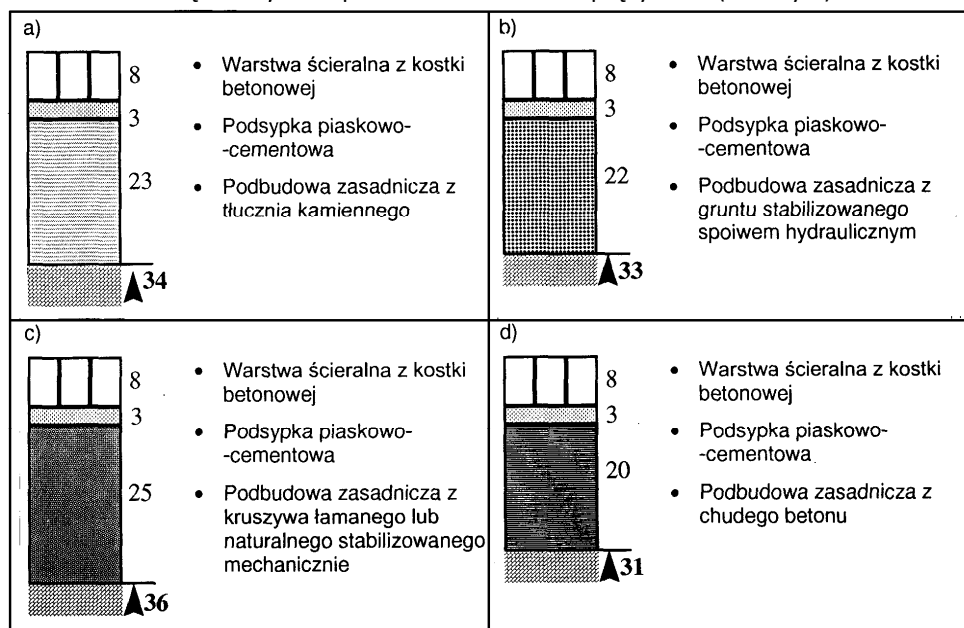 a)
8
3
23
34
• Warstwa ścieralna z kostki
betonowej
• Podsypka piaskowo-
-cementowa
• Podbudowa zasadnicza z
tłucznia kamiennego
b)
8
3
22
33
• Warstwa ścieralna z kostki
betonowej
• Podsypka piaskowo-
-cementowa
• Podbudowa zasadnicza z
gruntu stabilizowanego
spoiwem hydraulicznym
c)
8
3
25
36
• Warstwa ścieralna z kostki
betonowej
• Podsypka piaskowo-
-cementowa
• Podbudowa zasadnicza z
kruszywa łamanego lub
naturalnego stabilizowanego
mechanicznie
d)
8
3
20
31
• Warstwa ścieralna z kostki
betonowej
• Podsypka piaskowo-
-cementowa
• Podbudowa zasadnicza z
chudego betonu